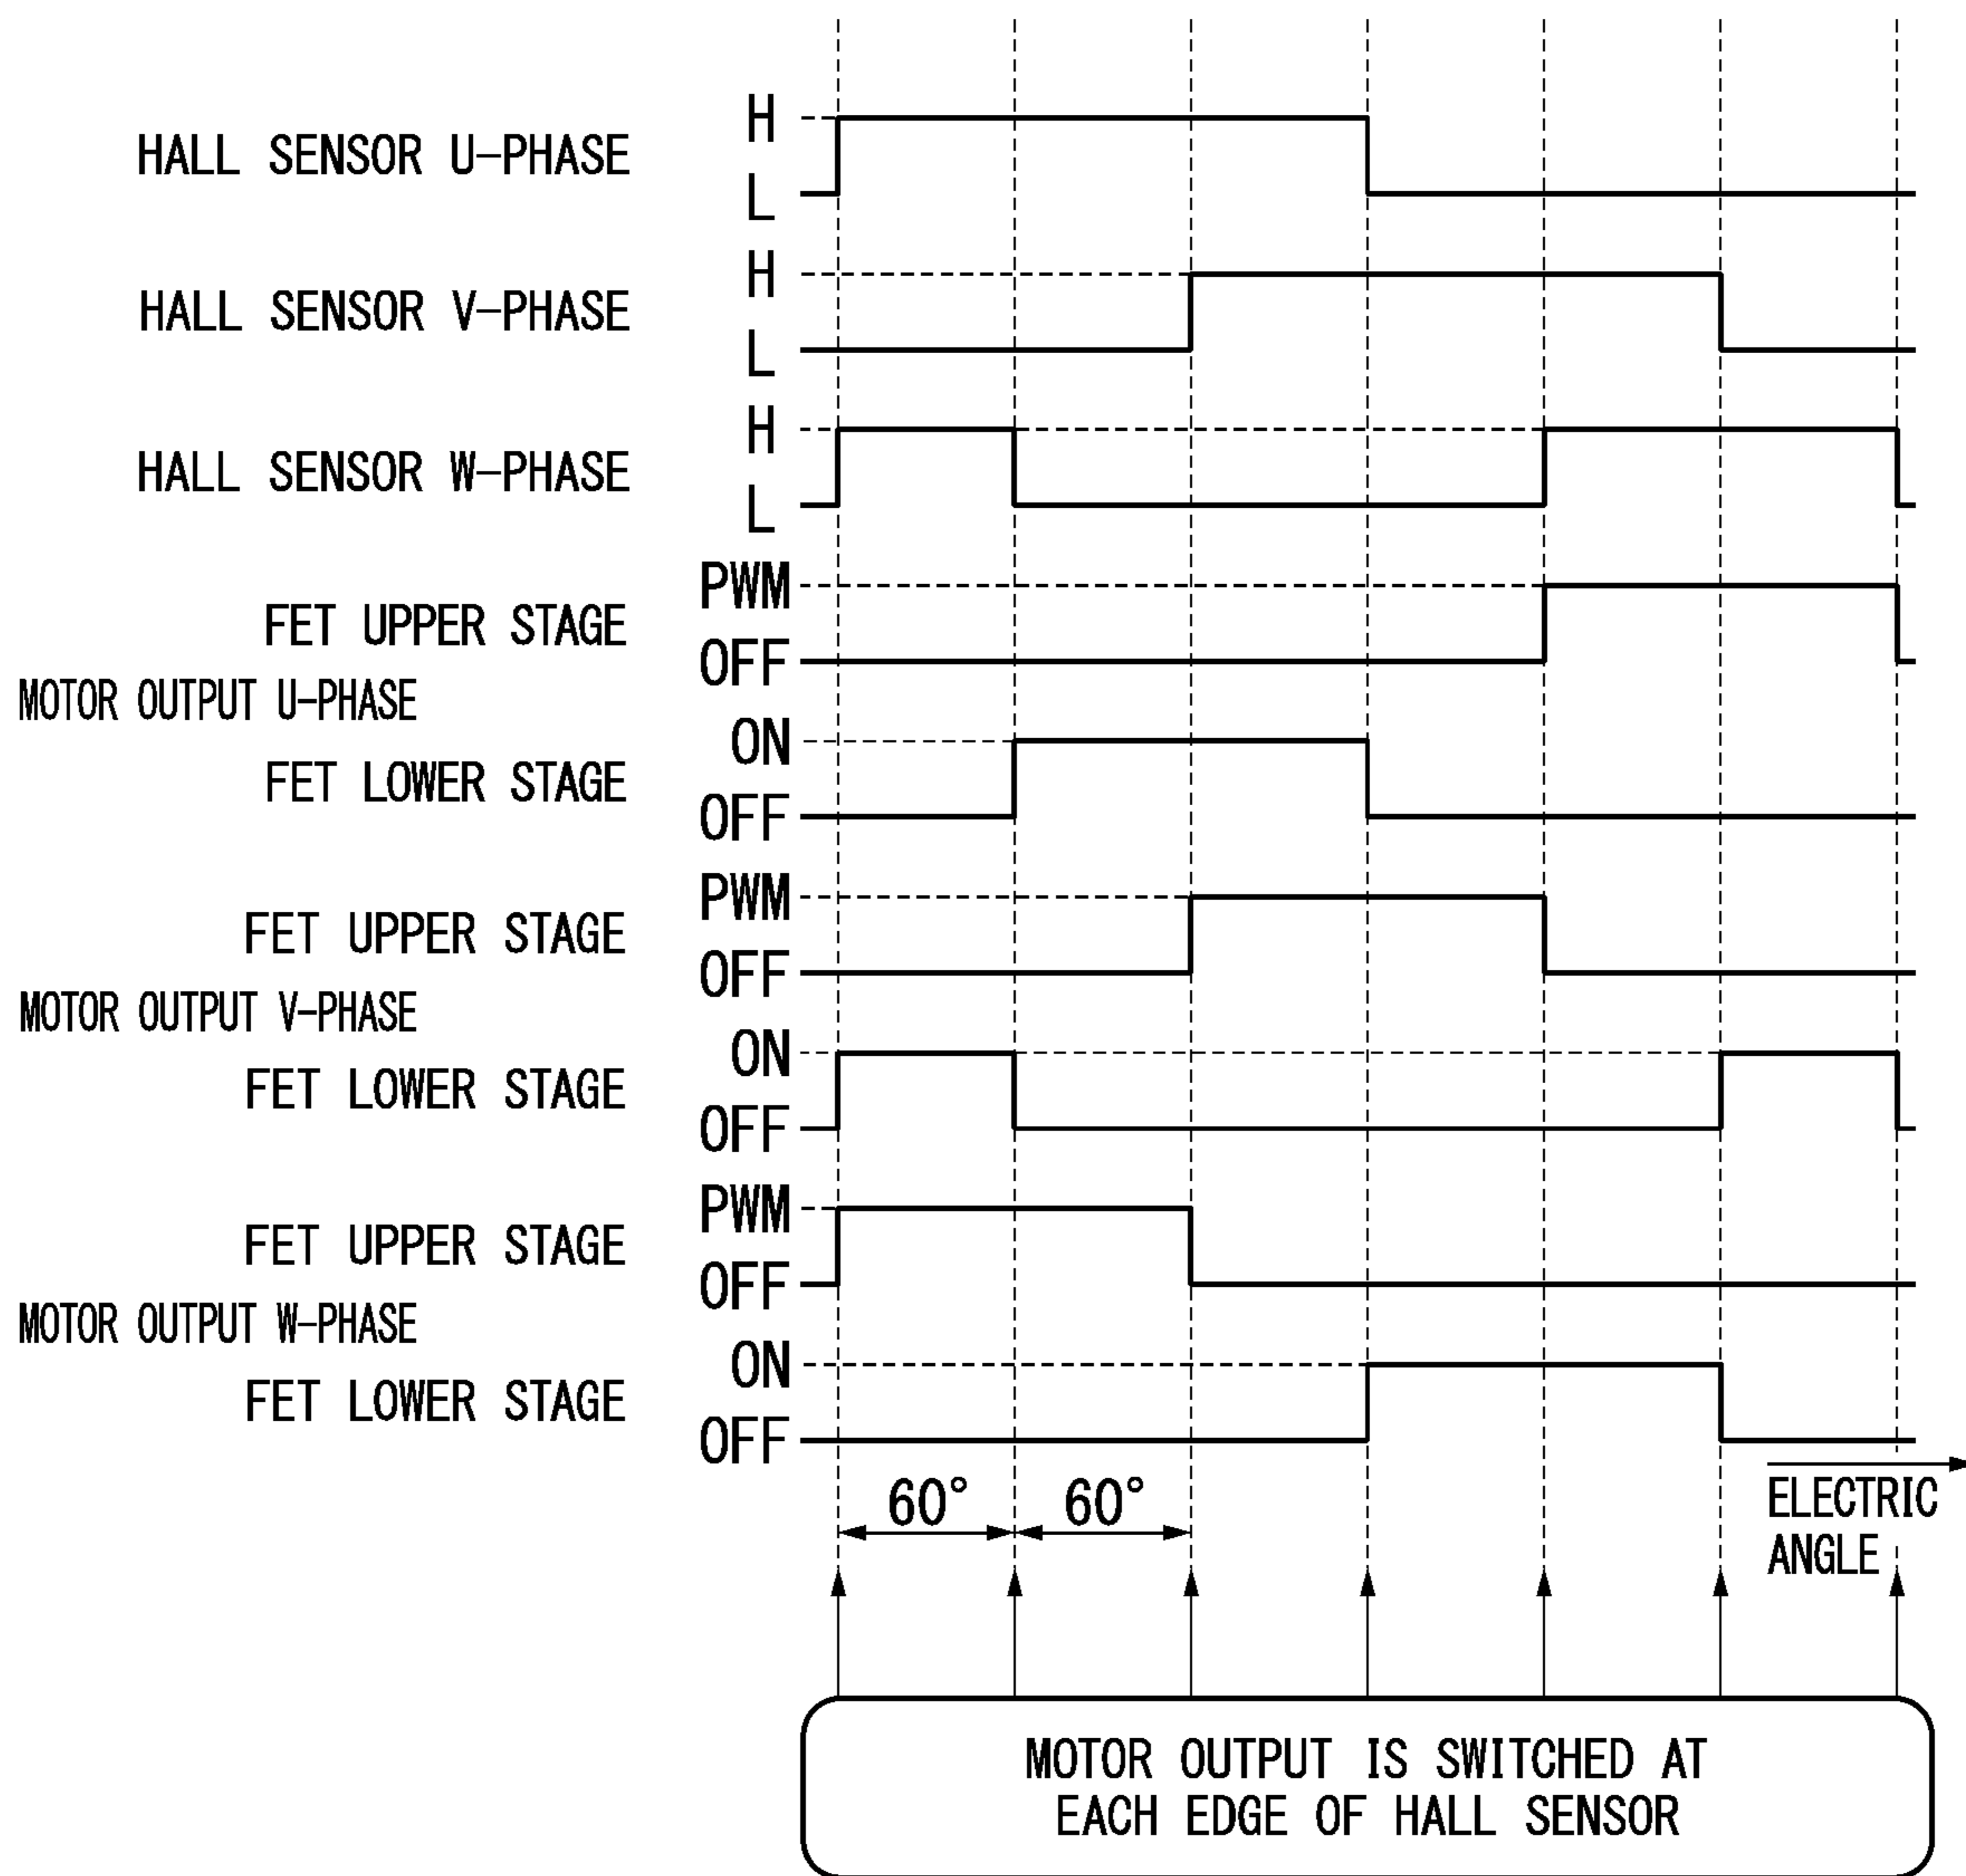 H
HALL SENSOR U-PHASE
L
H
HALL SENSOR V-PHASE
L
H
HALL SENSOR W-PHASE
L
PWM
FET UPPER STAGE
OFF
MOTOR OUTPUT U-PHASE
ON
FET LOWER STAGE
OFF
PWM
FET UPPER STAGE
OFF
MOTOR OUTPUT V-PHASE
ON
FET LOWER STAGE
OFF
PWM
FET UPPER STAGE
OFF
MOTOR OUTPUT W-PHASE
ON
FET LOWER STAGE
OFF
60° 60°
ELECTRIC
ANGLE
MOTOR OUTPUT IS SWITCHED AT
EACH EDGE OF HALL SENSOR